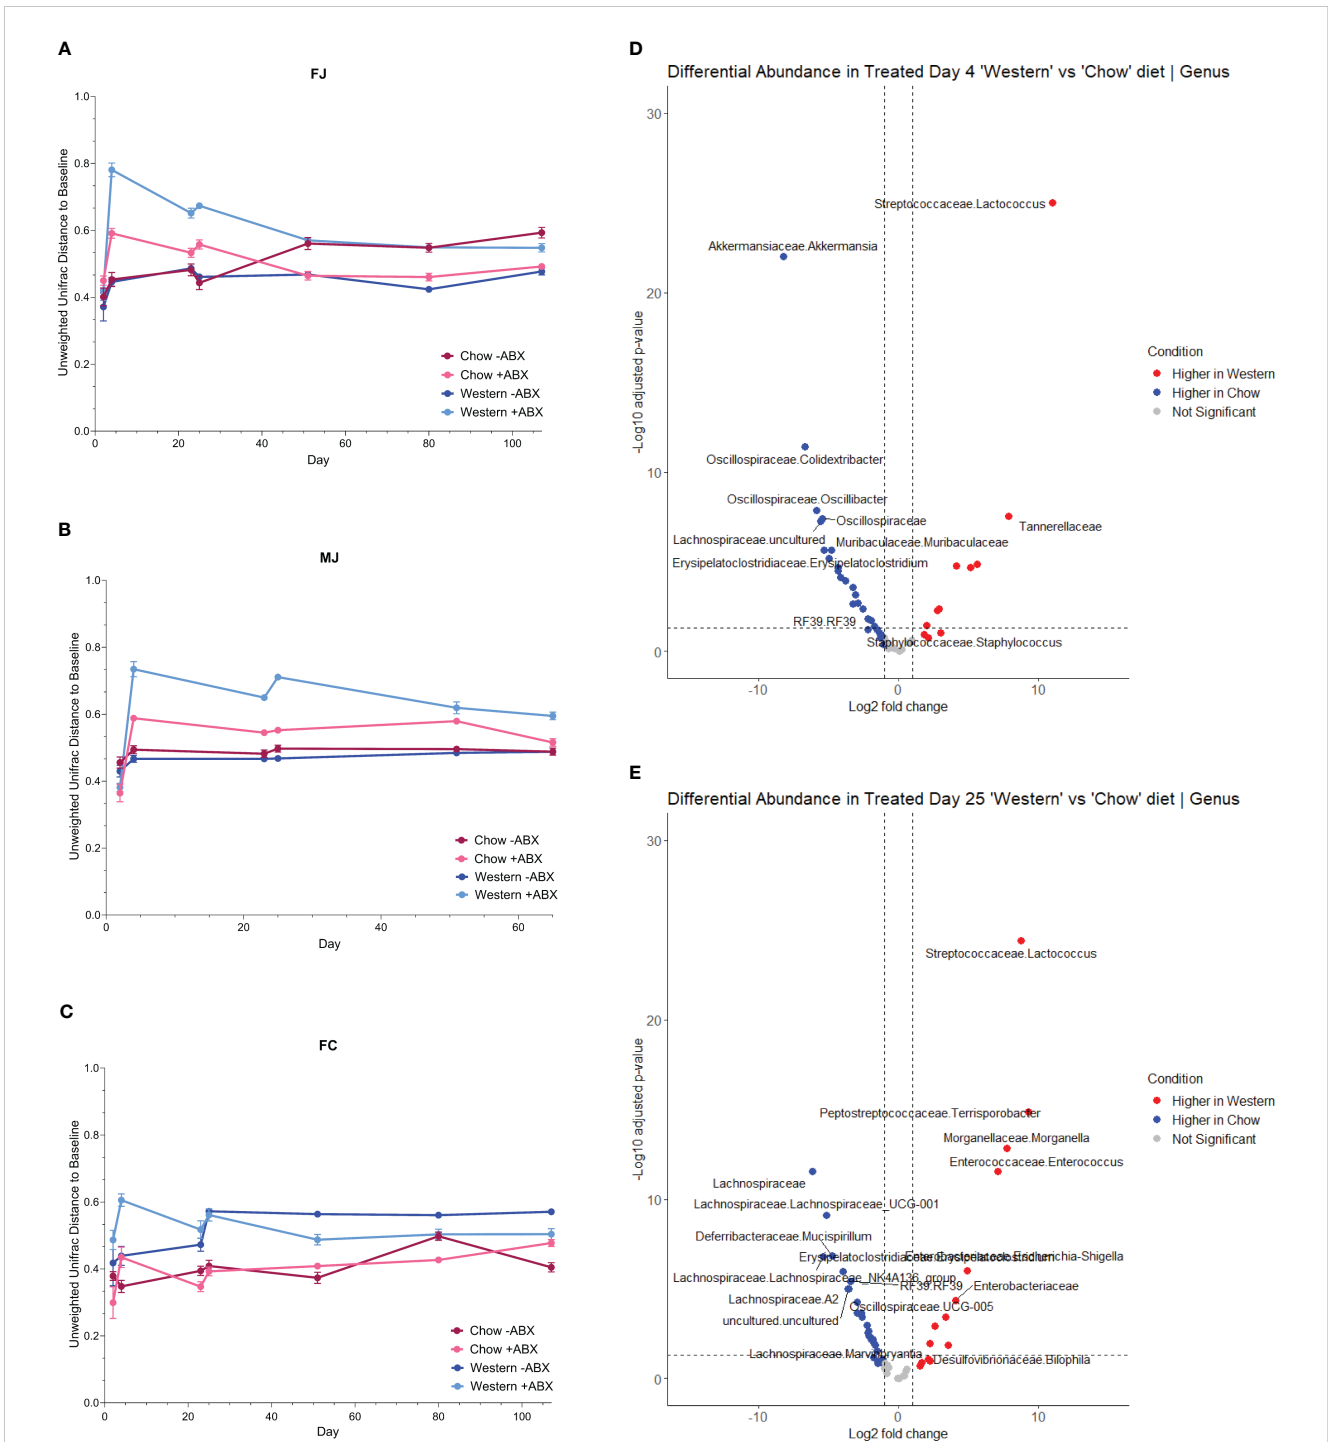 A
FJ
Unweighted Unifrac Distance to Baseline
1.0
0.8
0.6
0.4
0.2
0.0
0 20 40 60 80 100
Day
Chow -ABX
Chow +ABX
Western -ABX
Western +ABX
B
MJ
Unweighted Unifrac Distance to Baseline
1.0
0.8
0.6
0.4
0.2
0.0
0 20 40 60
Day
Chow -ABX
Chow +ABX
Western -ABX
Western +ABX
C
FC
Unweighted Unifrac Distance to Baseline
1.0
0.8
0.6
0.4
0.2
0.0
0 20 40 60 80 100
Day
Chow -ABX
Chow +ABX
Western -ABX
Western +ABX
D
Differential Abundance in Treated Day 4 'Western' vs 'Chow' diet | Genus
-Log10 adjusted p-value
30
20
10
0
Streptococcaceae.Lactococcus
Akkermansiaceae.Akkermansia
Oscillospiraceae.Colidextribacter
Oscillospiraceae.Oscillibacter
Oscillospiraceae
Tannerellaceae
Lachnospiraceae.uncultured
Muribaculaceae.Muribaculaceae
Erysipelatoclostridiaceae.Erysipelatoclostridium
RF39.RF39
Staphylococcaceae.Staphylococcus
-10 0 10
Log2 fold change
Condition
Higher in Western
Higher in Chow
Not Significant
E
Differential Abundance in Treated Day 25 'Western' vs 'Chow' diet | Genus
-Log10 adjusted p-value
30
20
10
0
Streptococcaceae.Lactococcus
Peptostreptococcaceae.Terrisporobacter
Morganellaceae.Morganella
Enterococcaceae.Enterococcus
Lachnospiraceae
Lachnospiraceae.Lachnospiraceae_UCG-001
Deferribacteraceae.Mucispirillum
Erysipelatoclostridiaceae.Erysipelatoclostridium
Enterobacteriaceae.Escherichia-Shigella
Lachnospiraceae.Lachnospiraceae_NK4A136_group
RF39.RF39
Enterobacteriaceae
Lachnospiraceae.A2
Oscillospiraceae.UCG-005
uncultured.uncultured
Lachnospiraceae.Marvinbryantia
Desulfovibrionaceae.Bilophila
-10 0 10
Log2 fold change
Condition
Higher in Western
Higher in Chow
Not Significant